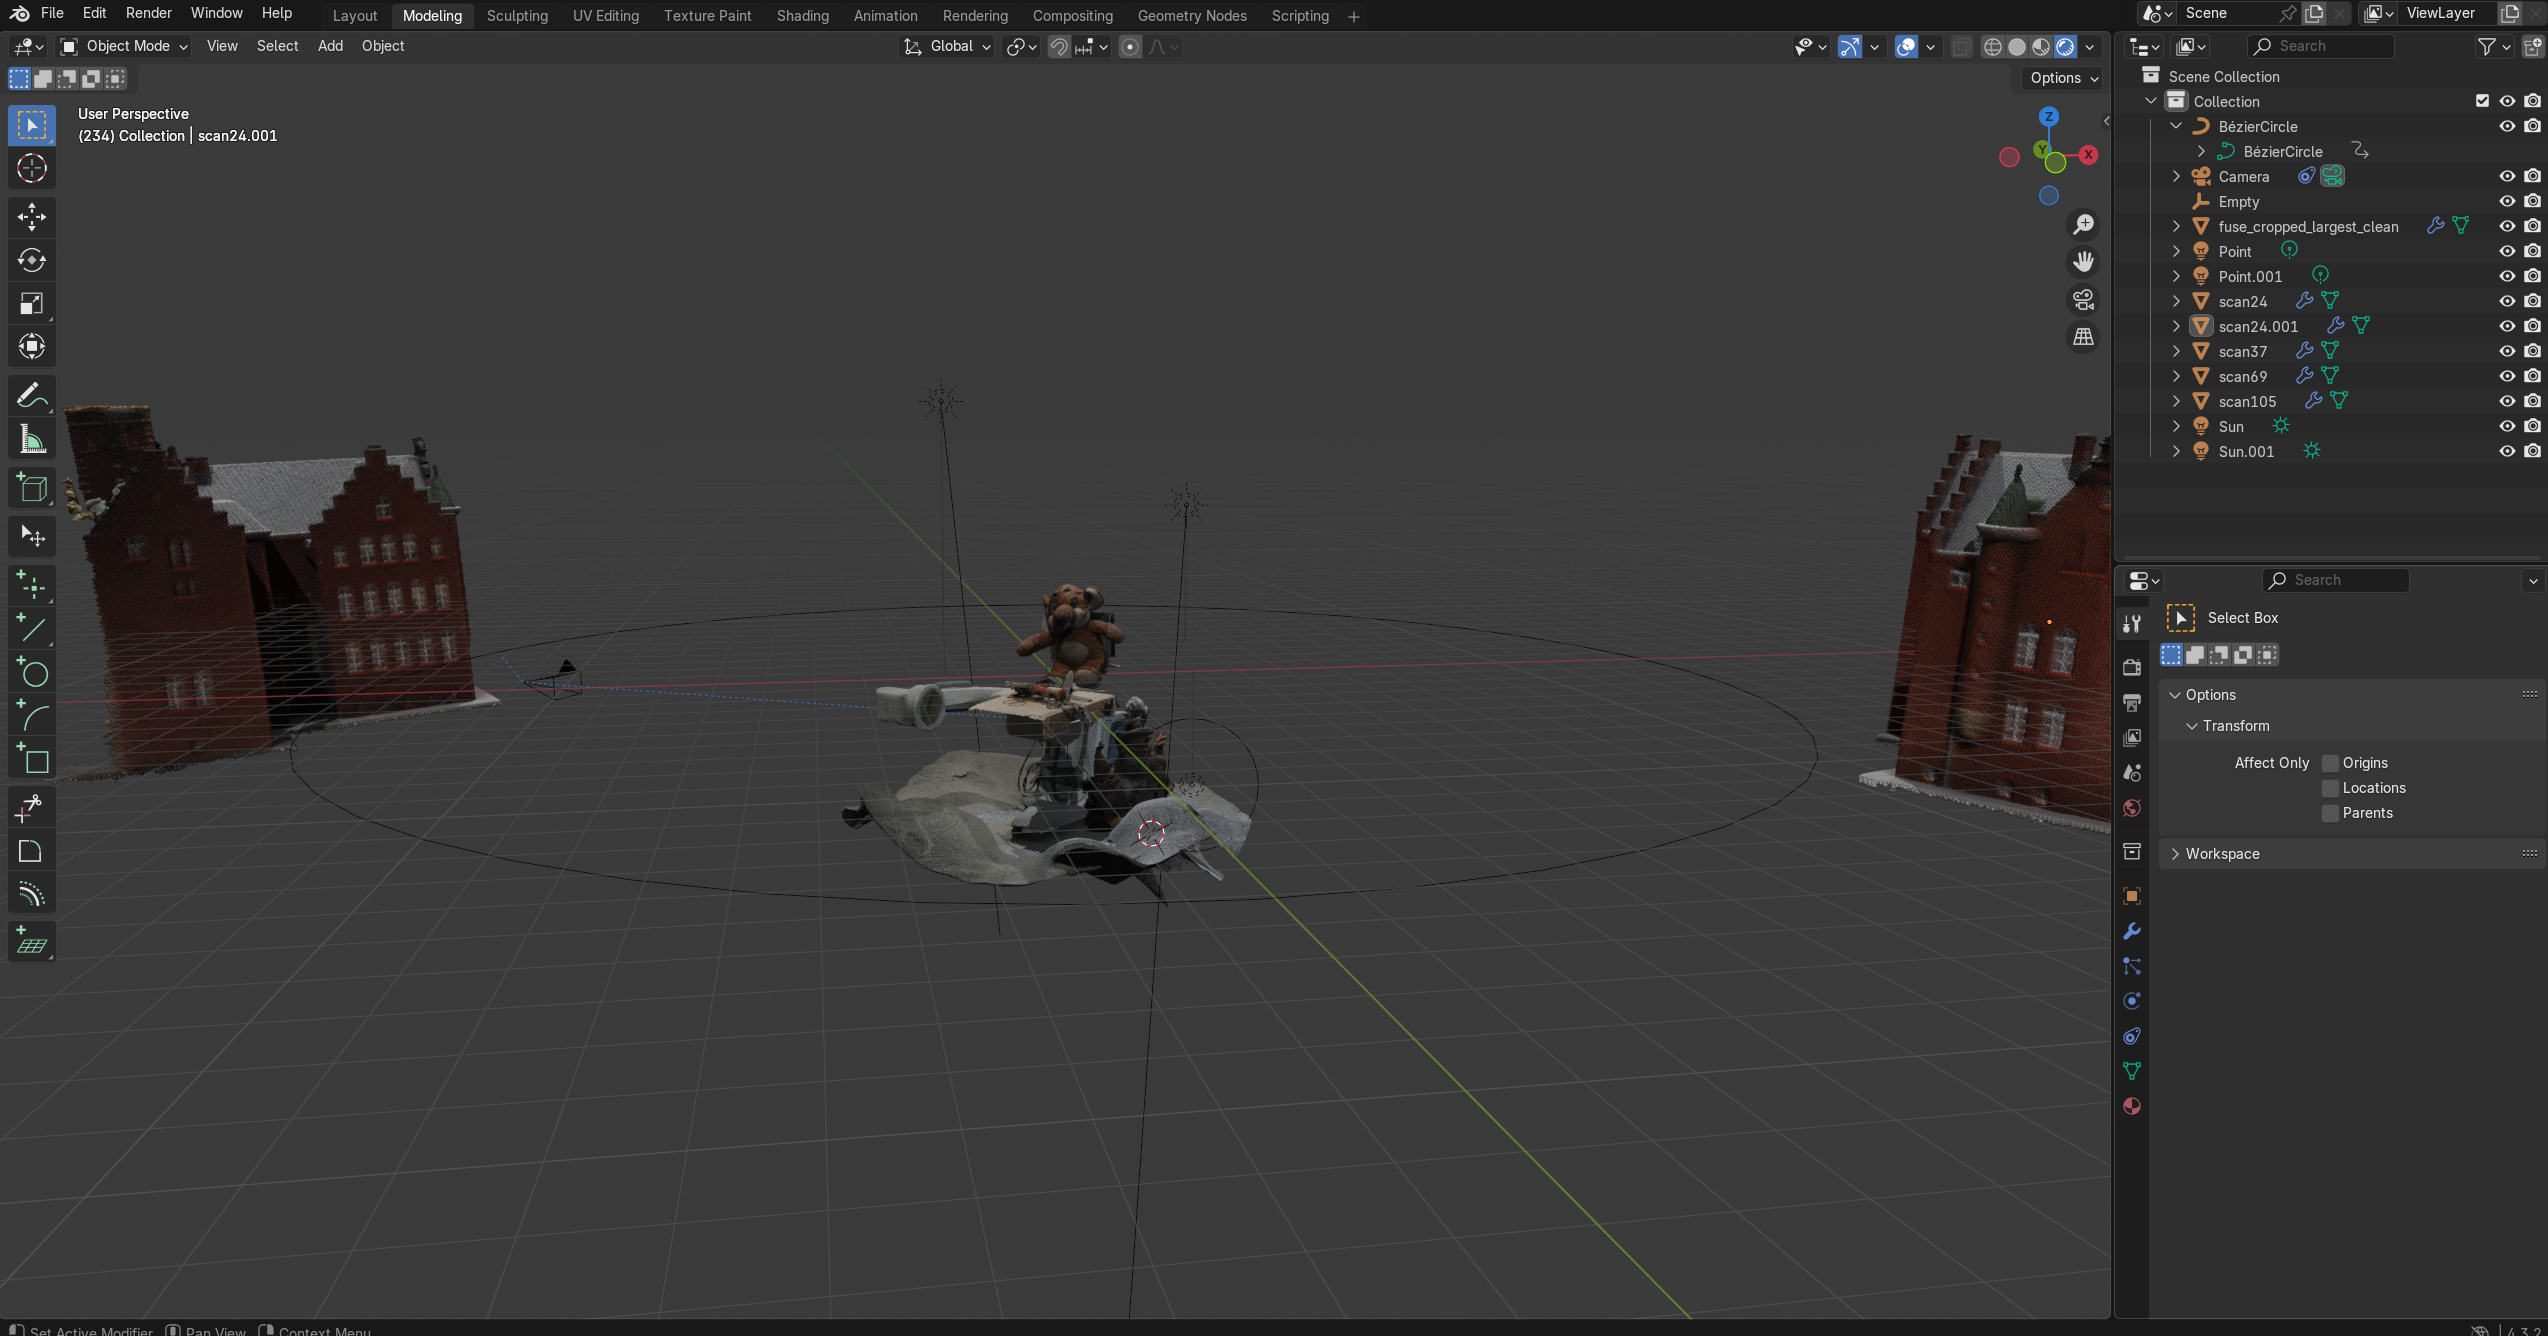 File Edit Render Window Help
Layout Modeling Sculpting UV Editing Texture Paint Shading Animation Rendering Compositing Geometry Nodes Scripting
Scene
ViewLayer
Object Mode View Select Add Object
Global
Search
Options
User Perspective
(234) Collection | scan24.001
Z
Y
X
Scene Collection
Collection
BézierCircle
BézierCircle
Camera
Empty
fuse_cropped_largest_clean
Point
Point.001
scan24
scan24.001
scan37
scan69
scan105
Sun
Sun.001
Search
Select Box
Options
Transform
Affect Only Origins
Locations
Parents
Workspace
Set Active Modifier Pan View Context Menu
4.3.2